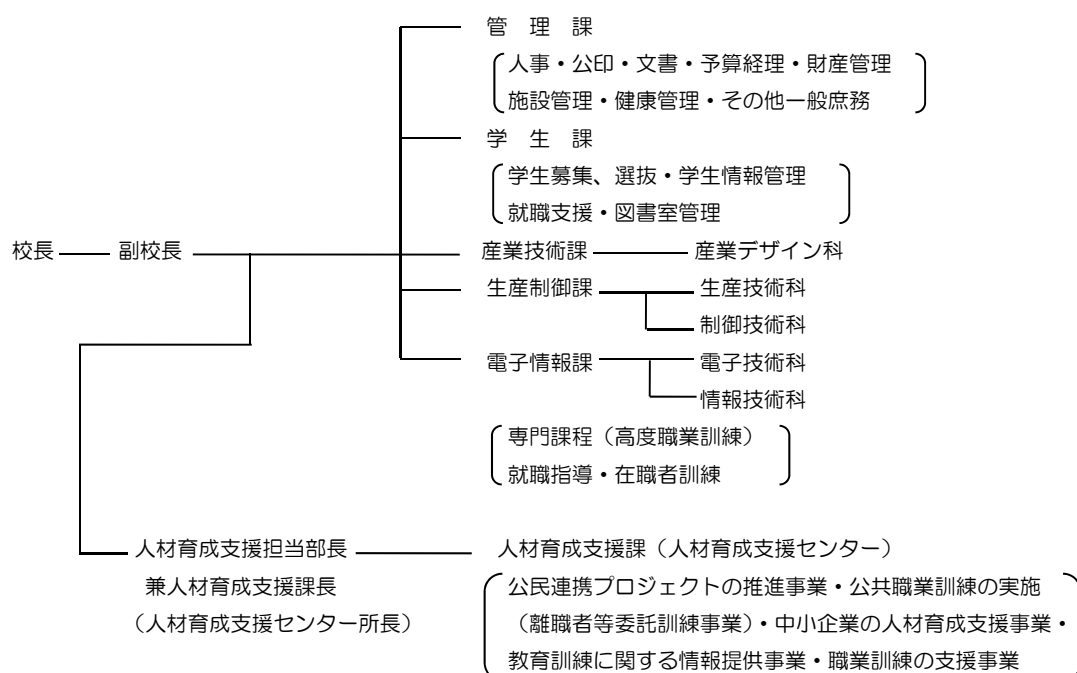 管　理　課
人事・公印・文書・予算経理・財産管理
施設管理・健康管理・その他一般庶務
学　生　課
学生募集、選抜・学生情報管理
就職支援・図書室管理
校長 副校長 産業技術課 産業デザイン科
生産制御課 生産技術科
制御技術科
電子情報課 電子技術科
情報技術科
専門課程（高度職業訓練）
就職指導・在職者訓練
人材育成支援担当部長 人材育成支援課（人材育成支援センター）
兼人材育成支援課長
（人材育成支援センター所長）
公民連携プロジェクトの推進事業・公共職業訓練の実施
（離職者等委託訓練事業）・中小企業の人材育成支援事業・
教育訓練に関する情報提供事業・職業訓練の支援事業